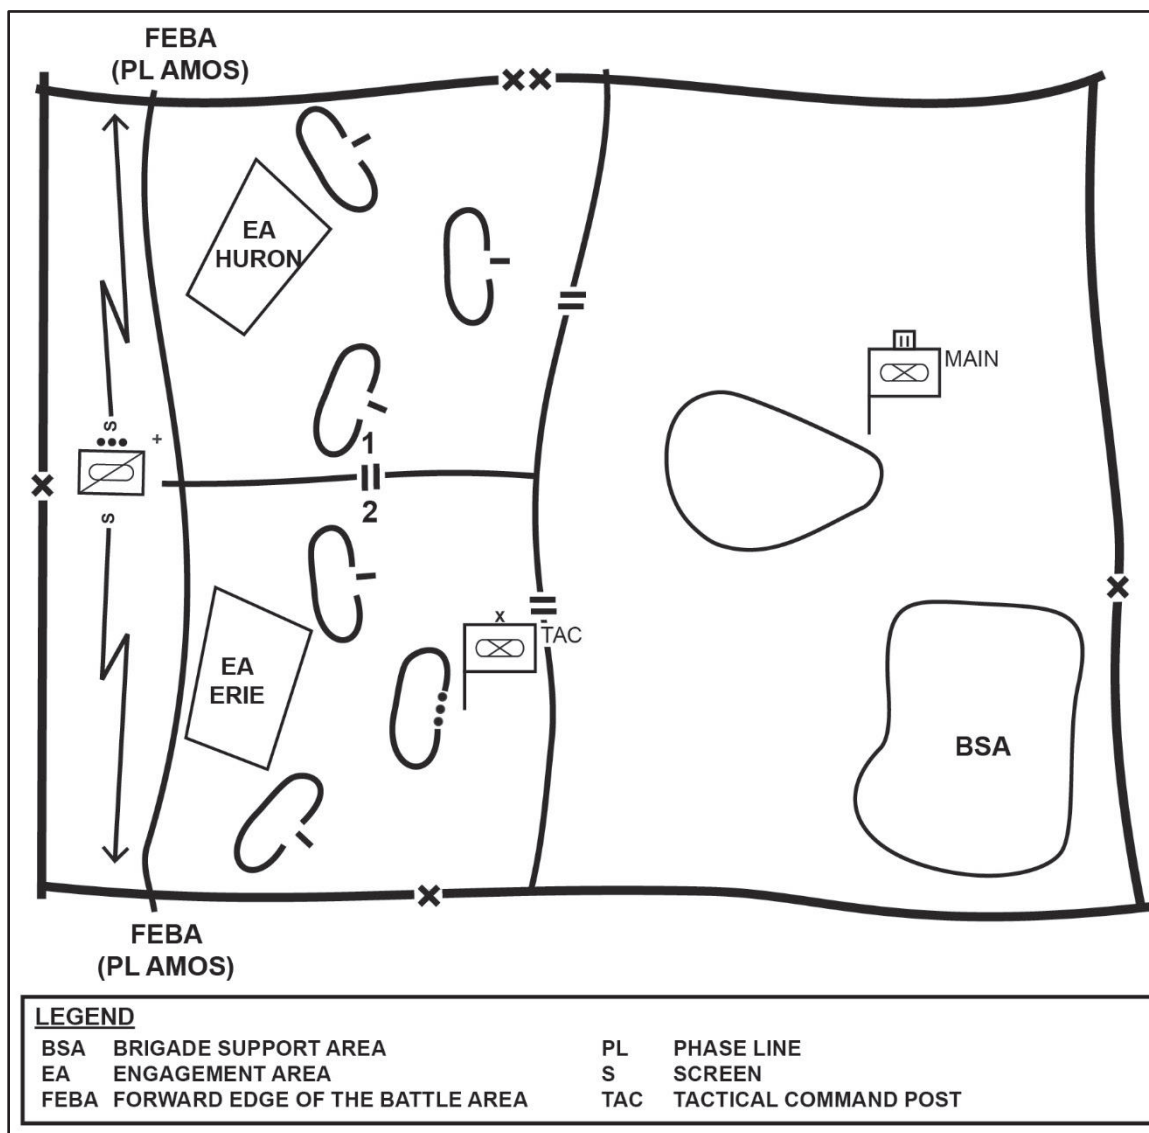 FEBA
(PL AMOS)
EA
HURON
MAIN
S
+
1
2
S
x
TAC
EA
ERIE
BSA
FEBA
(PL AMOS)
LEGEND
BSA BRIGADE SUPPORT AREA
EA ENGAGEMENT AREA
FEBA FORWARD EDGE OF THE BATTLE AREA
PL PHASE LINE
S SCREEN
TAC TACTICAL COMMAND POST